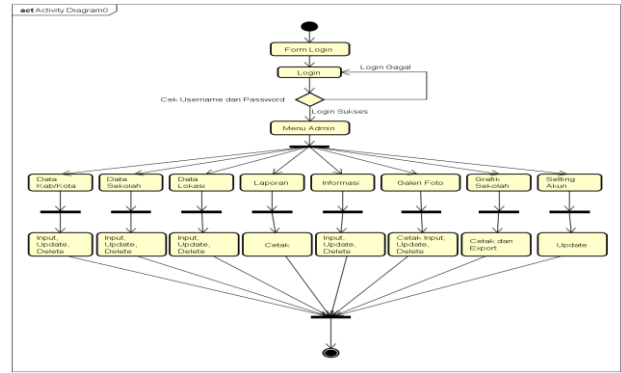 act Activity Diagram0
Form Login
Login
Login Gagal
Cek Username dan Password
Login Sukses
Menu Admin
Data
Kab/Kota
Data
Sekolah
Data
Lokasi
Laporan
Informasi
Galeri Foto
Grafik
Sekolah
Setting
Akun
Input,
Update,
Delete
Input,
Update,
Delete
Input,
Update,
Delete
Cetak
Input,
Update,
Delete
Cetak Input,
Update,
Delete
Cetak dan
Export
Update